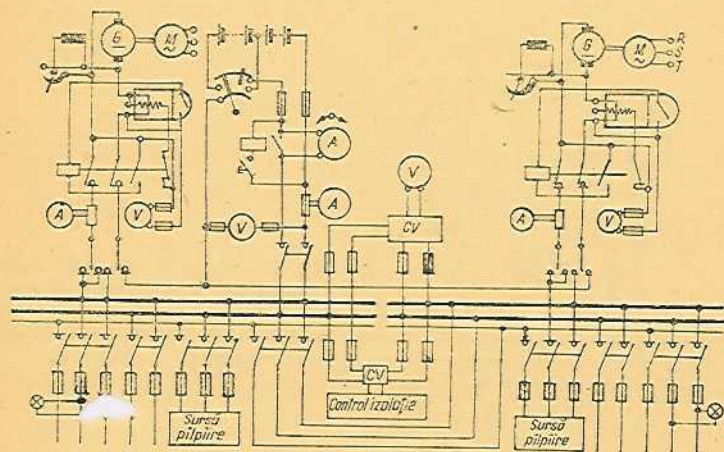 G
M
~
G
M
~
R
S
T
A
V
A
V
A
V
CV
A
V
CV
Control izolație
Sursă
pîlpîire
Sursă
pîlpîire